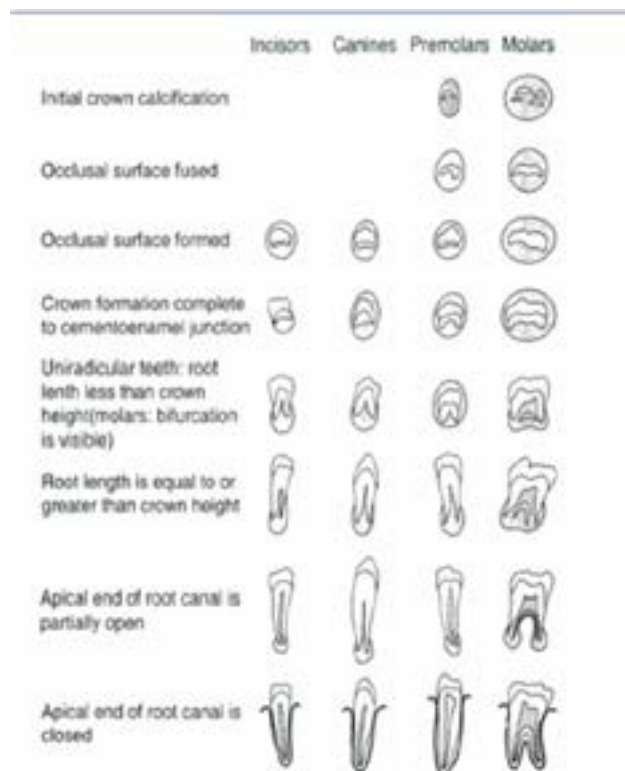 Incisors Canines Premolars Molars
Initial crown calcification
Occlusal surface fused
Occlusal surface formed
Crown formation complete
to cementoenamel junction
Uniradicular teeth: root
lenth less than crown
height(molars: bifurcation
is visible)
Root length is equal to or
greater than crown height
Apical end of root canal is
partially open
Apical end of root canal is
closed